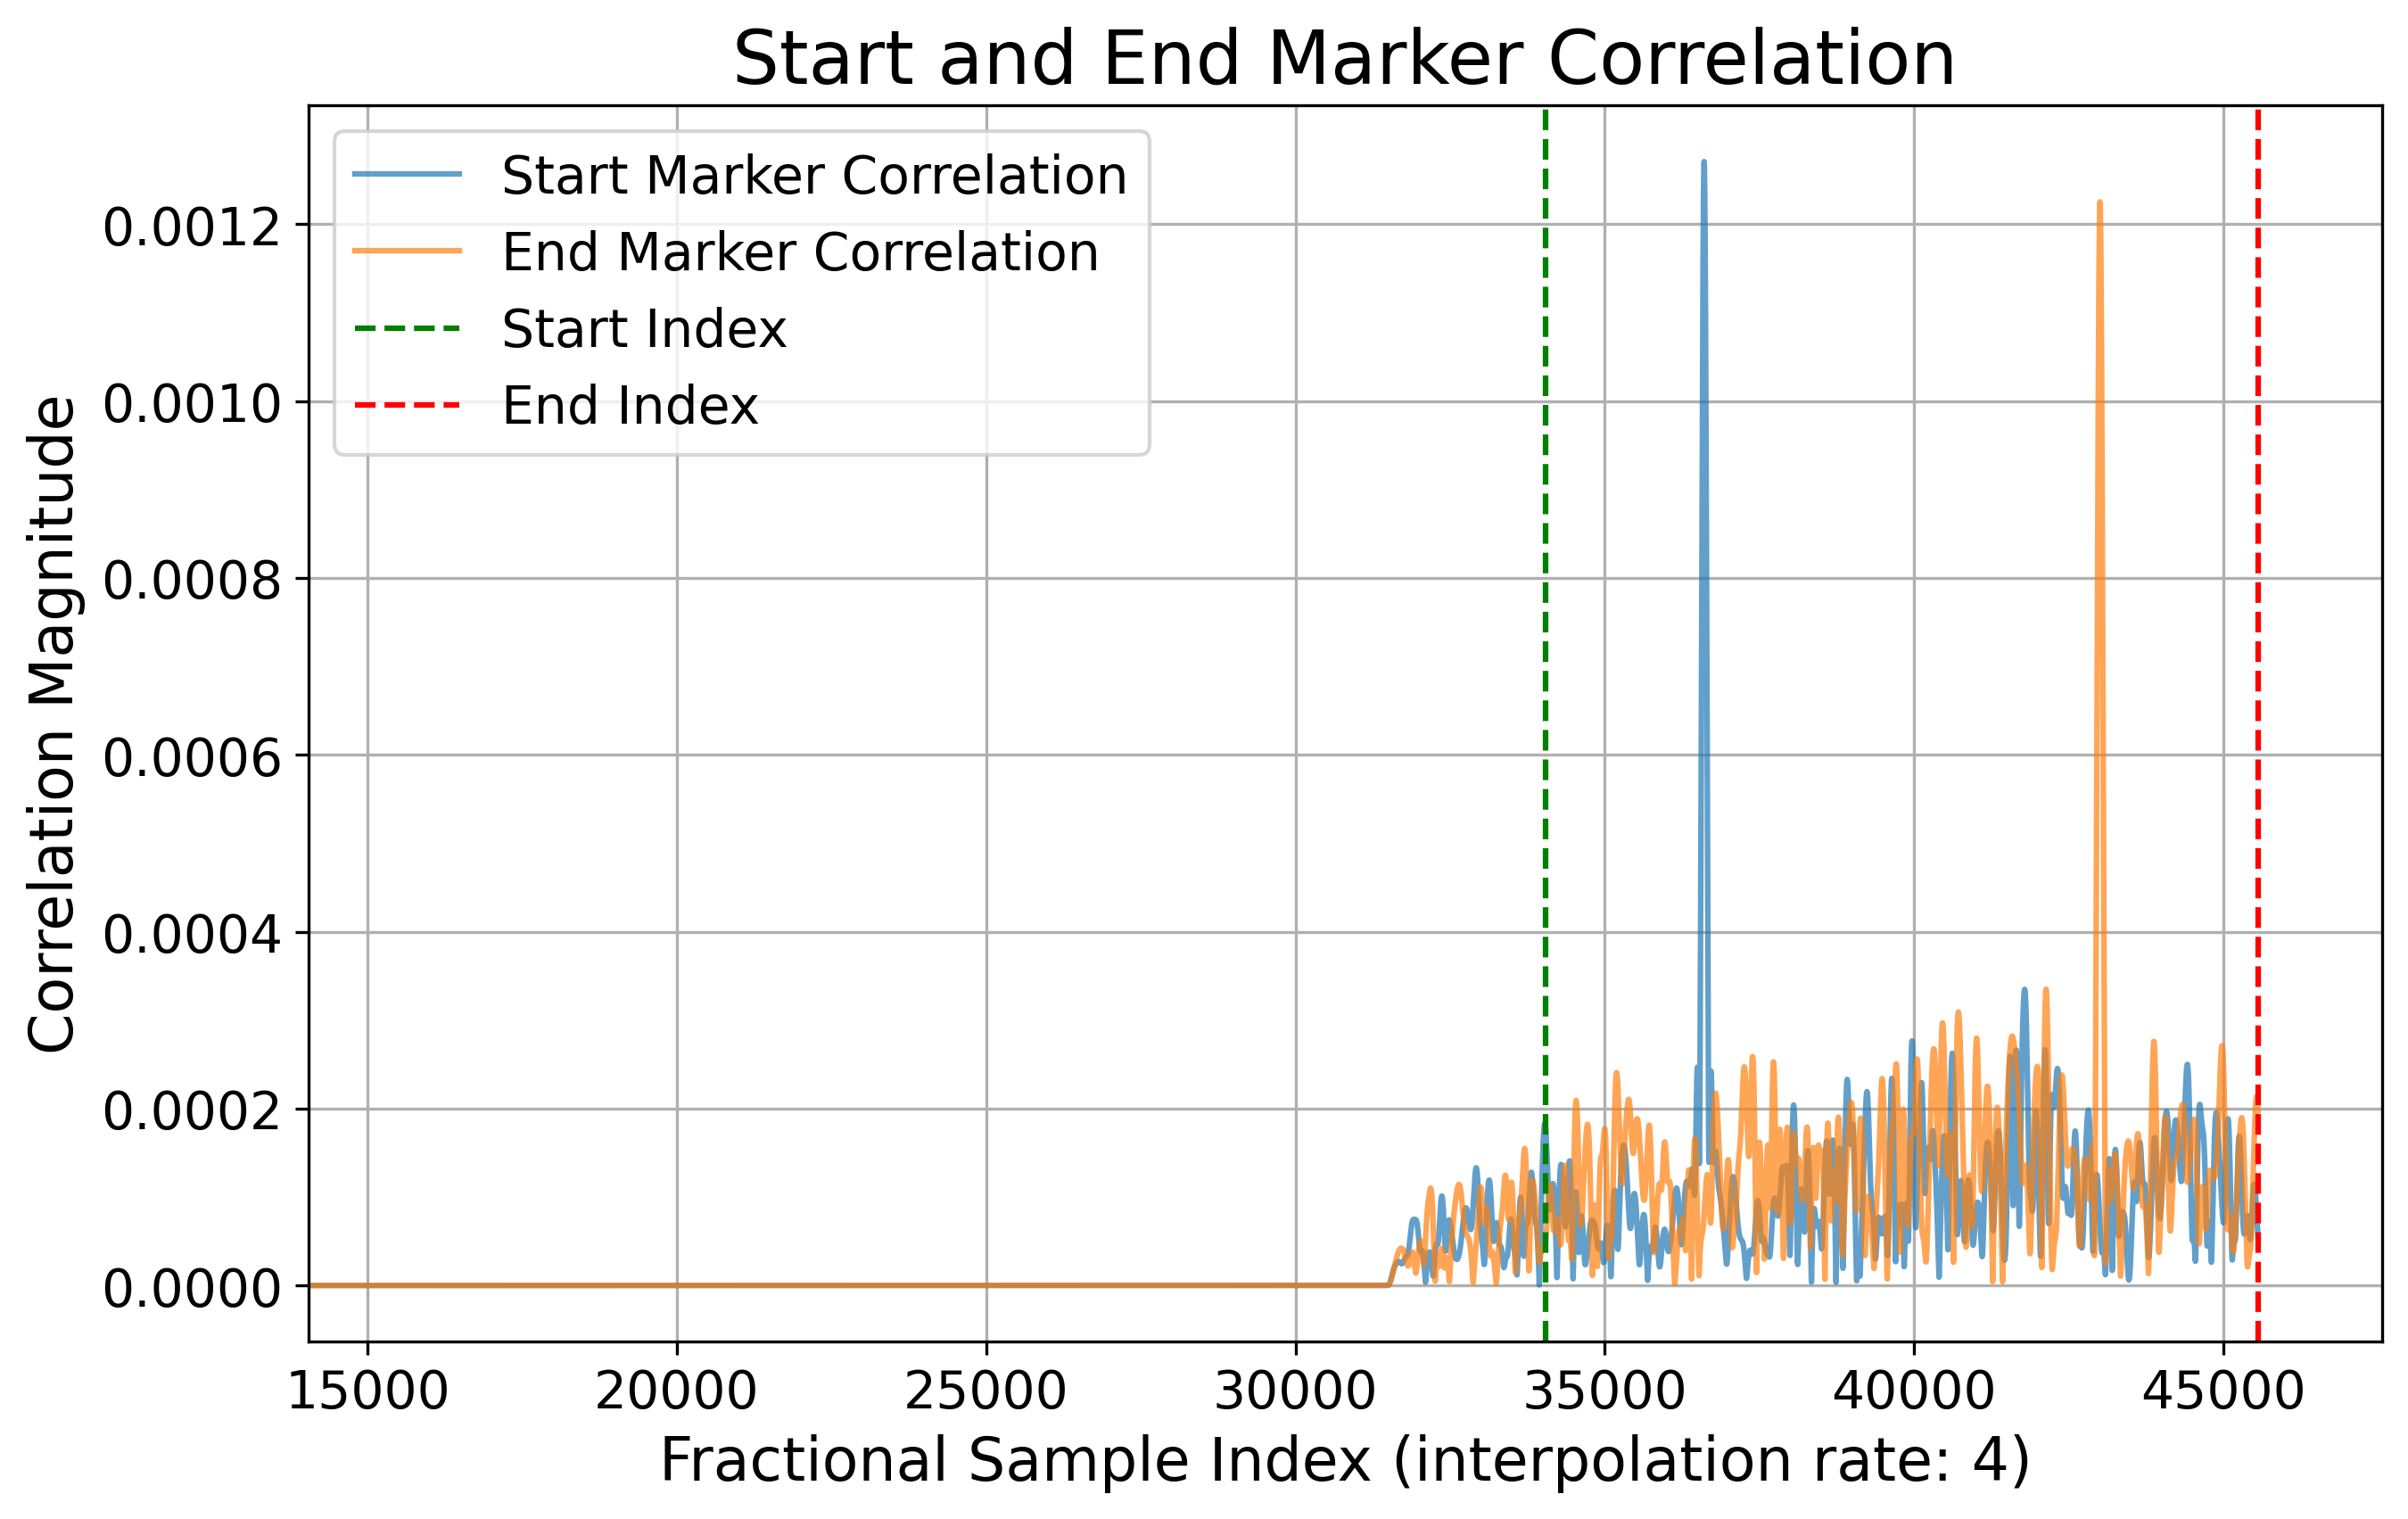 Start and End Marker Correlation
Start Marker Correlation
End Marker Correlation
Start Index
End Index
Correlation Magnitude
0.0012
0.0010
0.0008
0.0006
0.0004
0.0002
0.0000
15000 20000 25000 30000 35000 40000 45000
Fractional Sample Index (interpolation rate: 4)